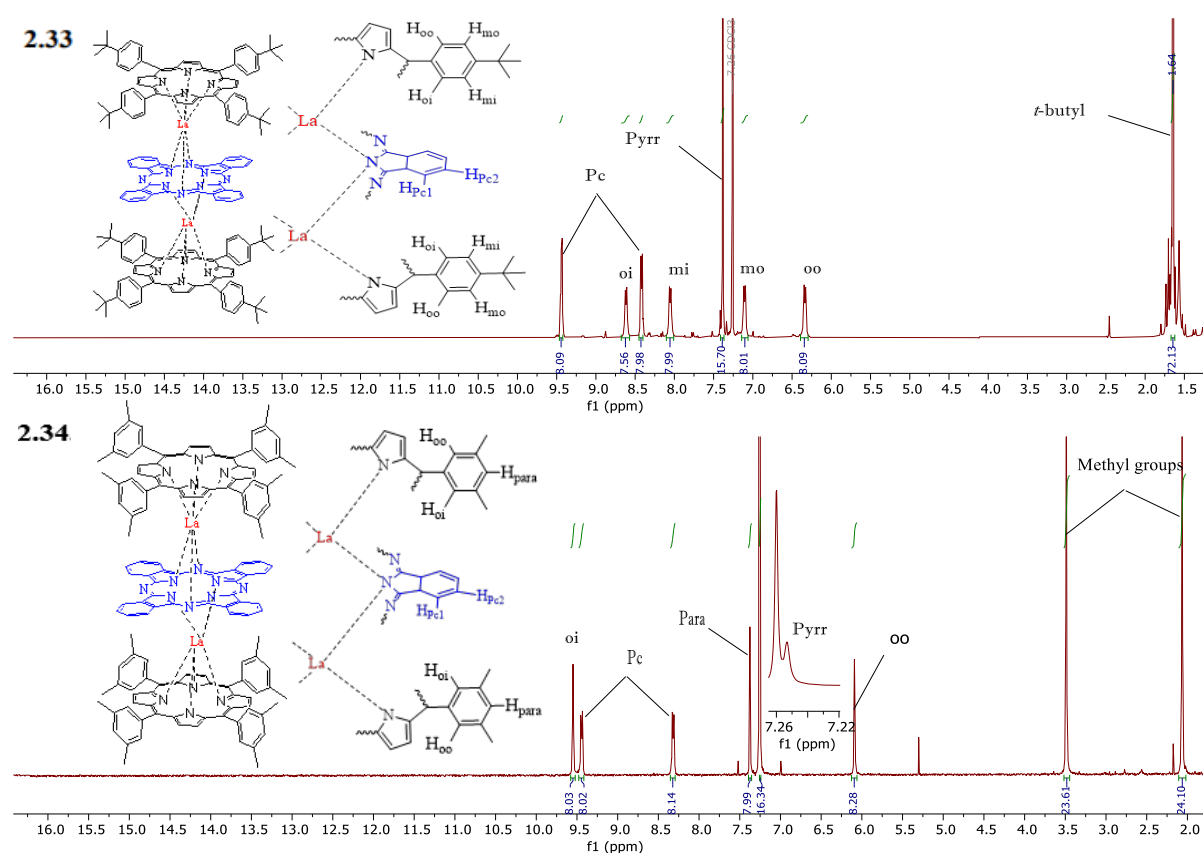 2.33
N N N N
La
N N N N N N N N
La
N N N N
Hoo Hmo
N
Hoi Hmi
La
N
N
N
HPc1 HPc2
La
Hoi Hmi
N
Hoo Hmo
Pc
oi
mi
Pyrr
7.26 CDCl3
mo
oo
t-butyl
1.64
8.09 7.56 7.98 7.99 15.70 8.01 8.09 72.13
16.0 15.5 15.0 14.5 14.0 13.5 13.0 12.5 12.0 11.5 11.0 10.5 10.0 9.5 9.0 8.5 8.0 7.5 7.0 6.5 6.0 5.5 5.0 4.5 4.0 3.5 3.0 2.5 2.0 1.5
f1 (ppm)
2.34
N N N N
La
N N N N N N N N
La
N N N N
Hoo
N
Hpara
Hoi
La
N
N
N
HPc1 HPc2
La
Hoi
N
Hpara
Hoo
oi
Pc
Para
Pyrr
7.26 7.22
f1 (ppm)
oo
Methyl groups
8.03 8.02 8.14 7.99 16.34 8.28 23.61 24.10
16.0 15.5 15.0 14.5 14.0 13.5 13.0 12.5 12.0 11.5 11.0 10.5 10.0 9.5 9.0 8.5 8.0 7.5 7.0 6.5 6.0 5.5 5.0 4.5 4.0 3.5 3.0 2.5 2.0
f1 (ppm)